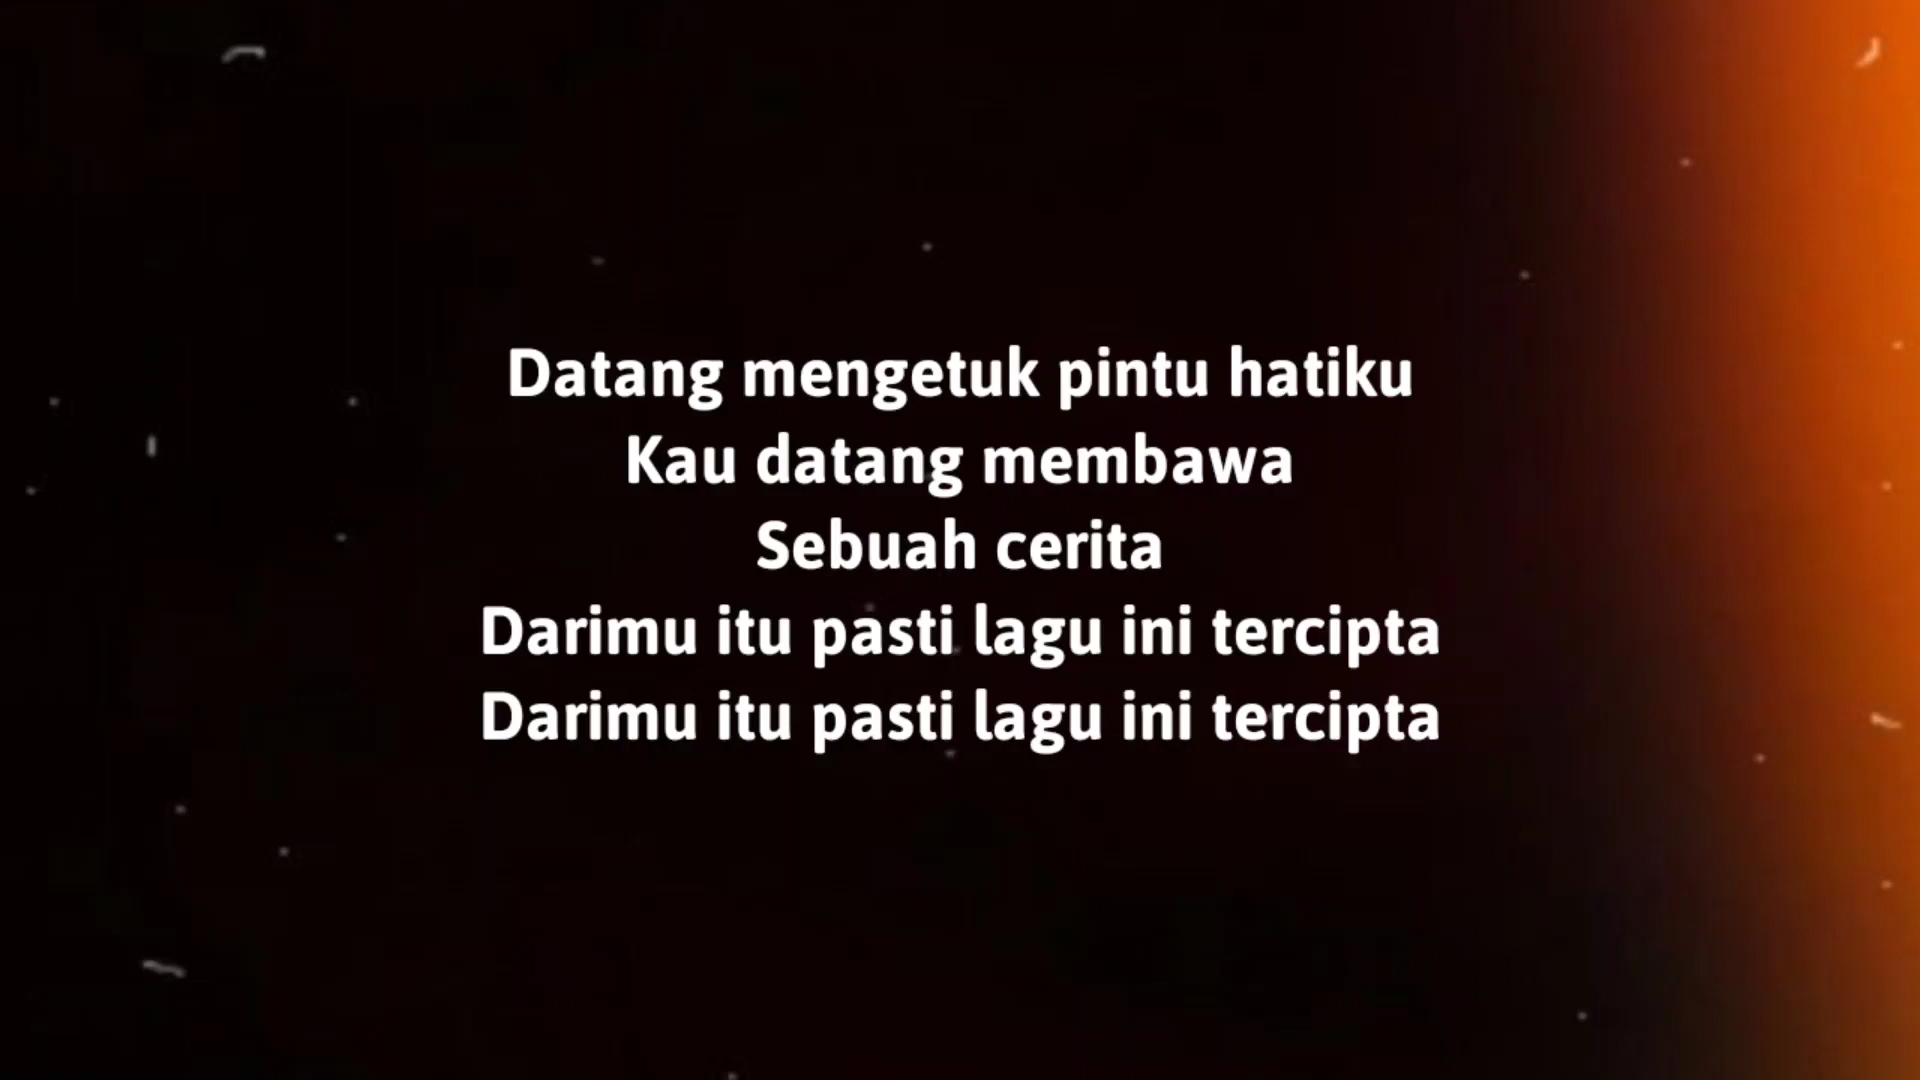 Datang mengetuk pintu hatiku
Kau datang membawa
Sebuah cerita
Darimu itu pasti lagu ini tercipta
Darimu itu pasti lagu ini tercipta